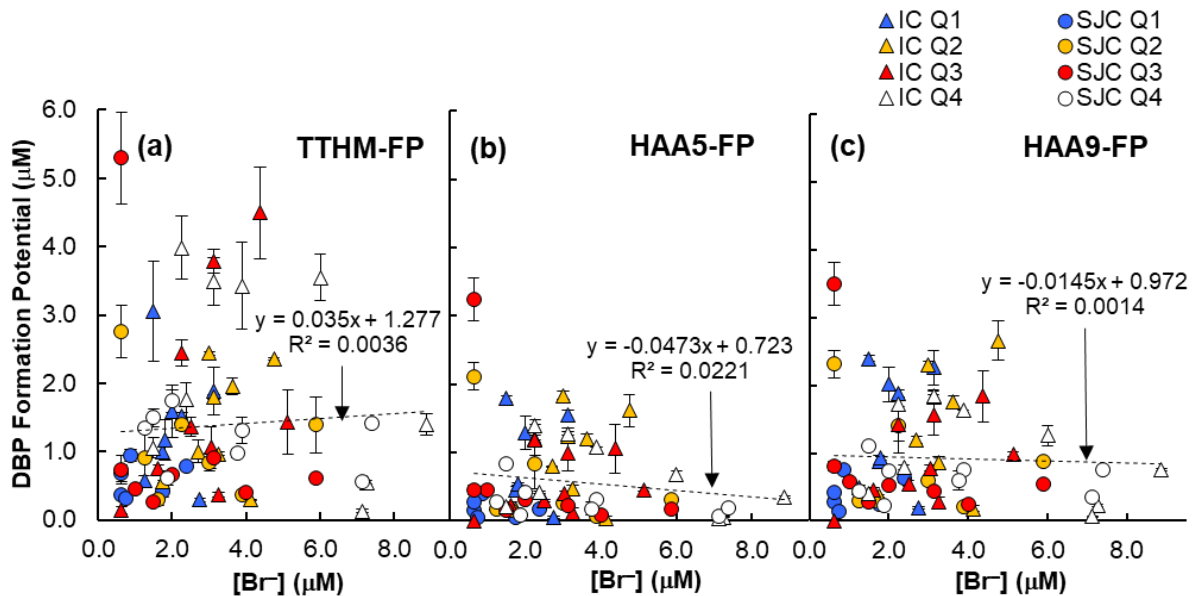 IC Q1 SJC Q1
IC Q2 SJC Q2
IC Q3 SJC Q3
IC Q4 SJC Q4
DBP Formation Potential (μM)
6.0
5.0
4.0
3.0
2.0
1.0
0.0
(a) TTHM-FP
y = 0.035x + 1.277
R² = 0.0036
0.0 2.0 4.0 6.0 8.0
[Br⁻] (μM)
(b) HAA5-FP
y = -0.0473x + 0.723
R² = 0.0221
0.0 2.0 4.0 6.0 8.0
[Br⁻] (μM)
(c) HAA9-FP
y = -0.0145x + 0.972
R² = 0.0014
0.0 2.0 4.0 6.0 8.0
[Br⁻] (μM)